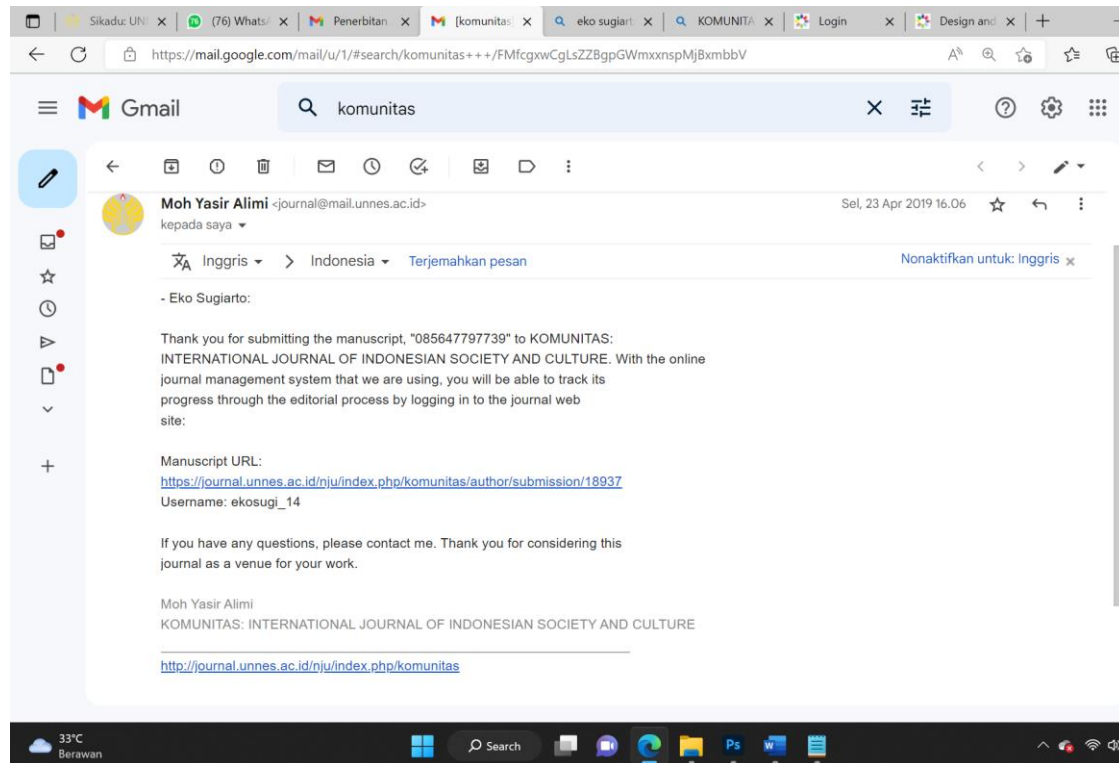 Sikadu: UNI
(76) WhatsA
Penerbitan
[komunitas]
eko sugiart
KOMUNITA
Login
Design and
https://mail.google.com/mail/u/1/#search/komunitas+++/FMfcgxwCgLsZZBgpGWmxxnspMjBxmbbV
Gmail
komunitas
Moh Yasir Alimi <journal@mail.unnes.ac.id>
Sel, 23 Apr 2019 16.06
kepada saya
Inggris > Indonesia Terjemahkan pesan
Nonaktifkan untuk: Inggris x
- Eko Sugiarto:
Thank you for submitting the manuscript, "085647797739" to KOMUNITAS:
INTERNATIONAL JOURNAL OF INDONESIAN SOCIETY AND CULTURE. With the online
journal management system that we are using, you will be able to track its
progress through the editorial process by logging in to the journal web
site:
Manuscript URL:
https://journal.unnes.ac.id/nju/index.php/komunitas/author/submission/18937
Username: ekosugi_14
If you have any questions, please contact me. Thank you for considering this
journal as a venue for your work.
Moh Yasir Alimi
KOMUNITAS: INTERNATIONAL JOURNAL OF INDONESIAN SOCIETY AND CULTURE
http://journal.unnes.ac.id/nju/index.php/komunitas
33°C
Berawan
Search
Ps